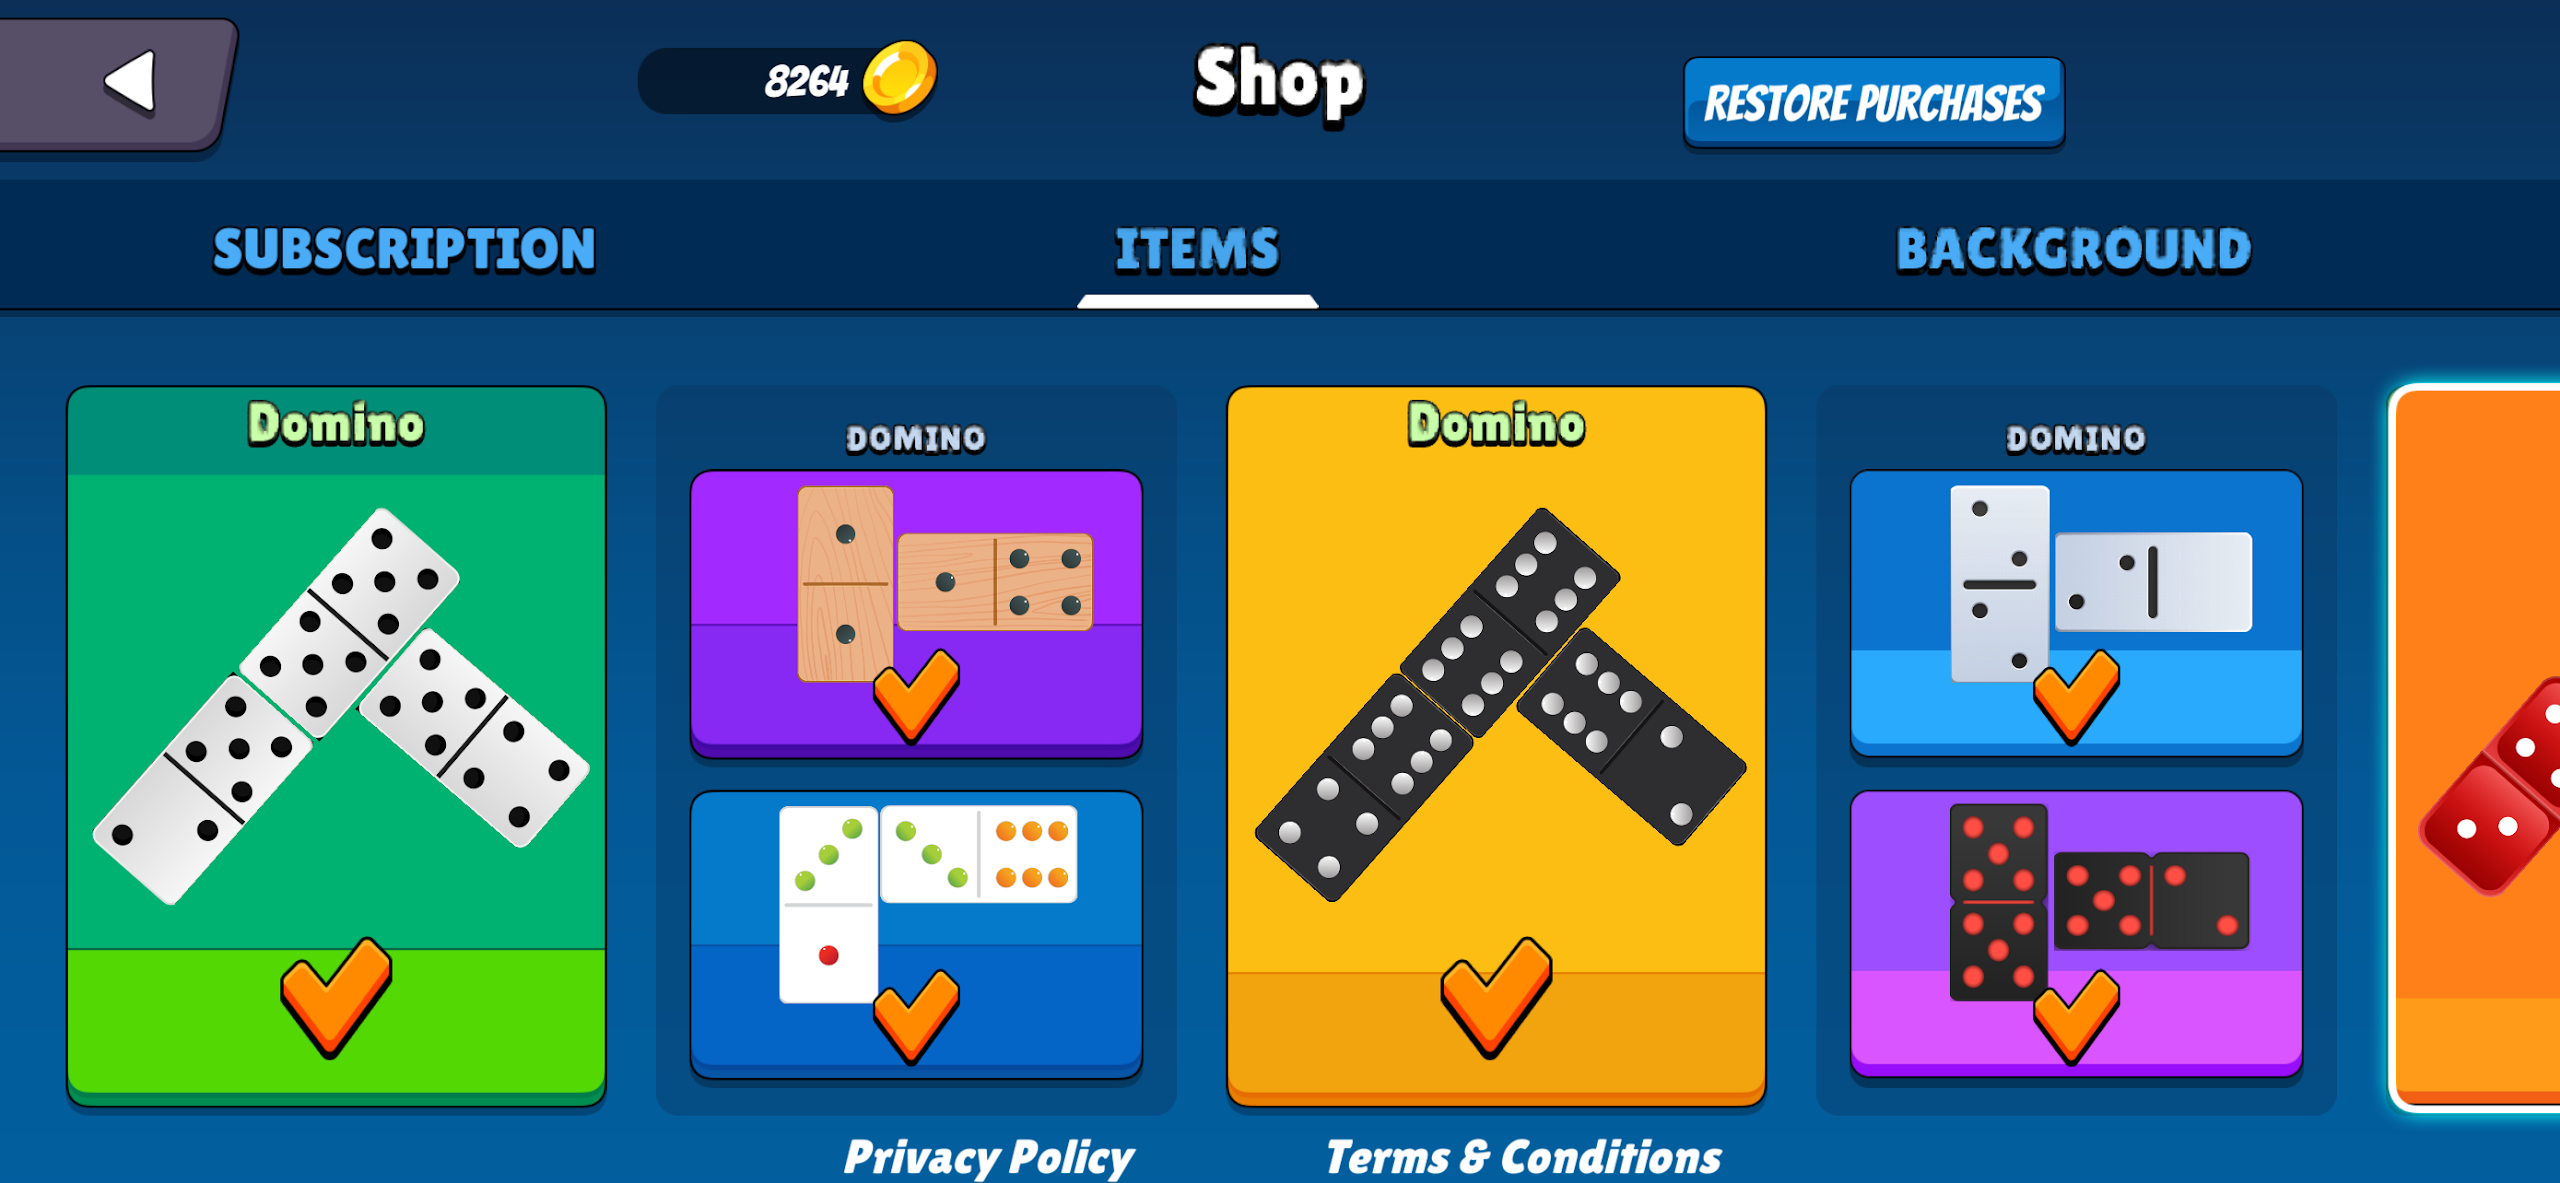 8264
Shop
RESTORE PURCHASES
SUBSCRIPTION
ITEMS
BACKGROUND
Domino
DOMINO
Domino
DOMINO
Privacy Policy
Terms & Conditions